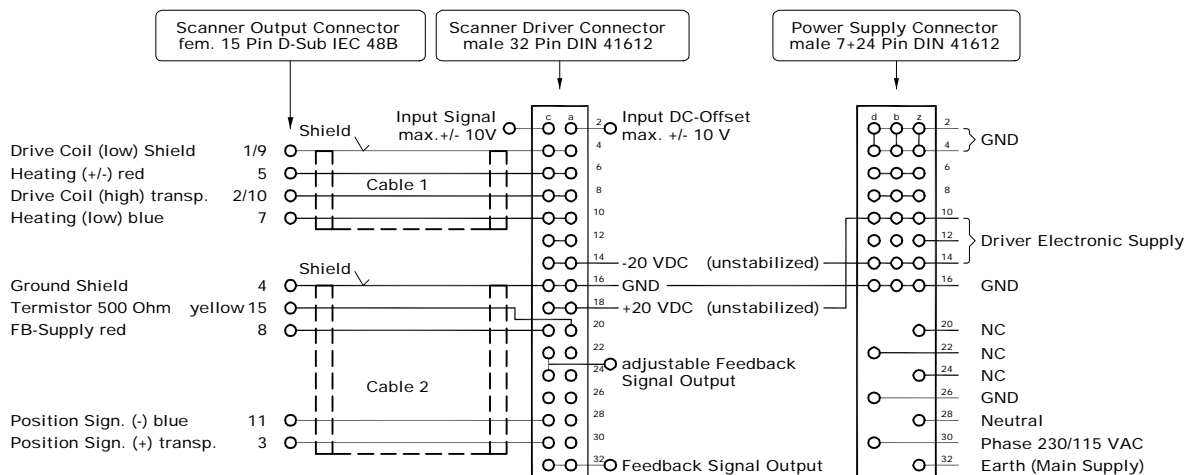 Scanner Output Connector
fem. 15 Pin D-Sub IEC 48B
Scanner Driver Connector
male 32 Pin DIN 41612
Power Supply Connector
male 7+24 Pin DIN 41612
Input Signal
max.+/- 10V
c a
2
Input DC-Offset
max. +/- 10 V
d b z
2
GND
Shield
Drive Coil (low) Shield 1/9
4
4
Heating (+/-) red 5
Cable 1
6
6
Drive Coil (high) transp. 2/10
8
8
Heating (low) blue 7
10
10
12
12
Driver Electronic Supply
14
-20 VDC (unstabilized)
14
Shield
Ground Shield 4
16
GND
16
GND
Termistor 500 Ohm yellow 15
18
+20 VDC (unstabilized)
FB-Supply red 8
20
20
NC
22
22
NC
24
adjustable Feedback
Signal Output
24
NC
Cable 2
26
26
GND
Position Sign. (-) blue 11
28
28
Neutral
Position Sign. (+) transp. 3
30
30
Phase 230/115 VAC
32
Feedback Signal Output
32
Earth (Main Supply)